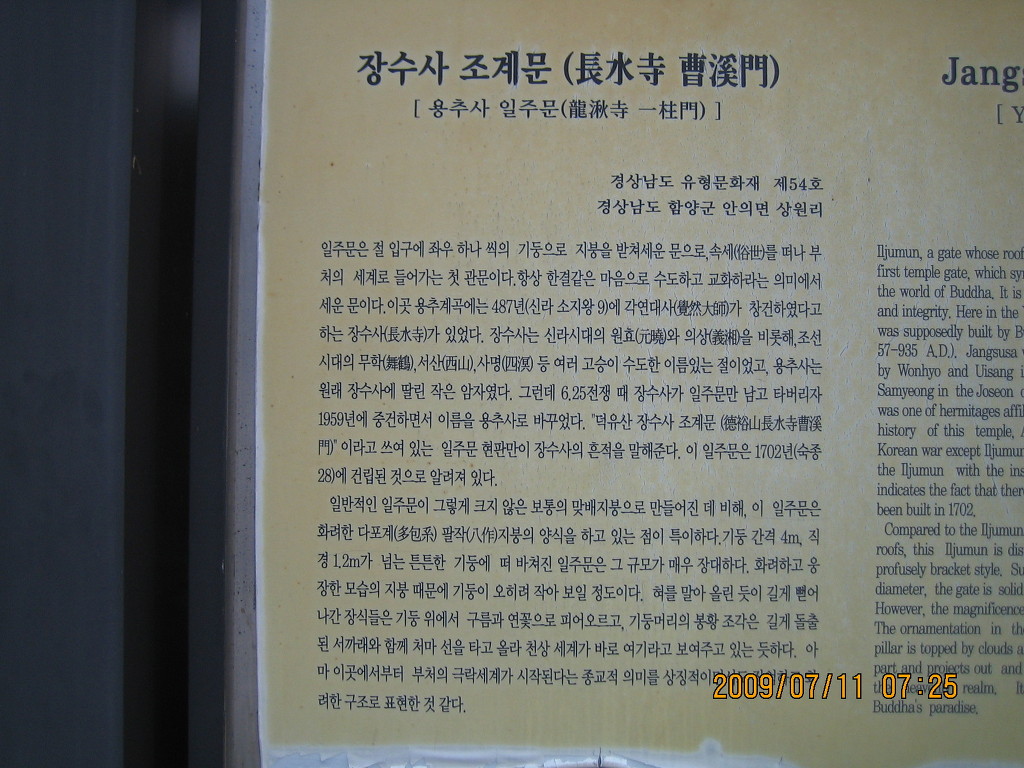 장수사 조계문 (長水寺 曹溪門)
[ 용추사 일주문(龍湫寺 一柱門) ]
경상남도 유형문화재 제54호
경상남도 함양군 안의면 상원리
일주문은 절 입구에 좌우 하나 씩의 기둥으로 지붕을 받쳐세운 문으로,속세(俗世)를 떠나 부
처의 세계로 들어가는 첫 관문이다.항상 한결같은 마음으로 수도하고 교화하라는 의미에서
세운 문이다.이곳 용추계곡에는 487년(신라 소지왕 9)에 각연대사(覺然大師)가 창건하였다고
하는 장수사(長水寺)가 있었다. 장수사는 신라시대의 원효(元曉)와 의상(義湘)을 비롯해,조선
시대의 무학(舞鶴),서산(西山),사명(四溟) 등 여러 고승이 수도한 이름있는 절이었고, 용추사는
원래 장수사에 딸린 작은 암자였다. 그런데 6.25전쟁 때 장수사가 일주문만 남고 타버리자
1959년에 중건하면서 이름을 용추사로 바꾸었다. "덕유산 장수사 조계문 (德裕山長水寺曹溪
門)" 이라고 쓰여 있는 일주문 현판만이 장수사의 흔적을 말해준다. 이 일주문은 1702년(숙종
28)에 건립된 것으로 알려져 있다.
일반적인 일주문이 그렇게 크지 않은 보통의 맞배지붕으로 만들어진 데 비해, 이 일주문은
화려한 다포계(多包系) 팔작(八作)지붕의 양식을 하고 있는 점이 특이하다.기둥 간격 4m, 직
경 1.2m가 넘는 튼튼한 기둥에 떠 바쳐진 일주문은 그 규모가 매우 장대하다. 화려하고 웅
장한 모습의 지붕 때문에 기둥이 오히려 작아 보일 정도이다. 혀를 말아 올린 듯이 길게 뻗어
나간 장식들은 기둥 위에서 구름과 연꽃으로 피어오르고, 기둥머리의 봉황 조각은 길게 돌출
된 서까래와 함께 처마 선을 타고 올라 천상 세계가 바로 여기라고 보여주고 있는 듯하다. 아
마 이곳에서부터 부처의 극락세계가 시작된다는 종교적 의미를
려한 구조로 표현한 것 같다.
Jang
[ Y
Iljumun, a gate whose roof
first temple gate, which sy
the world of Buddha. It is
and integrity. Here in the
was supposedly built by B
57-935 A.D.). Jangsusa
by Wonhyo and Uisang i
Samyeong in the Joseon
was one of hermitages affil
history of this temple.
Korean war except Iljumun
the Iljumun with the ins
indicates the fact that ther
been built in 1702.
Compared to the Iljumun
roofs, this Iljumun is dis
profusely bracket style. Su
diameter, the gate is solid
However, the magnificence
The ornamentation in th
pillar is topped by clouds a
part and projects out and
realm. It
Buddha's paradise.
2009/07/11 07:25